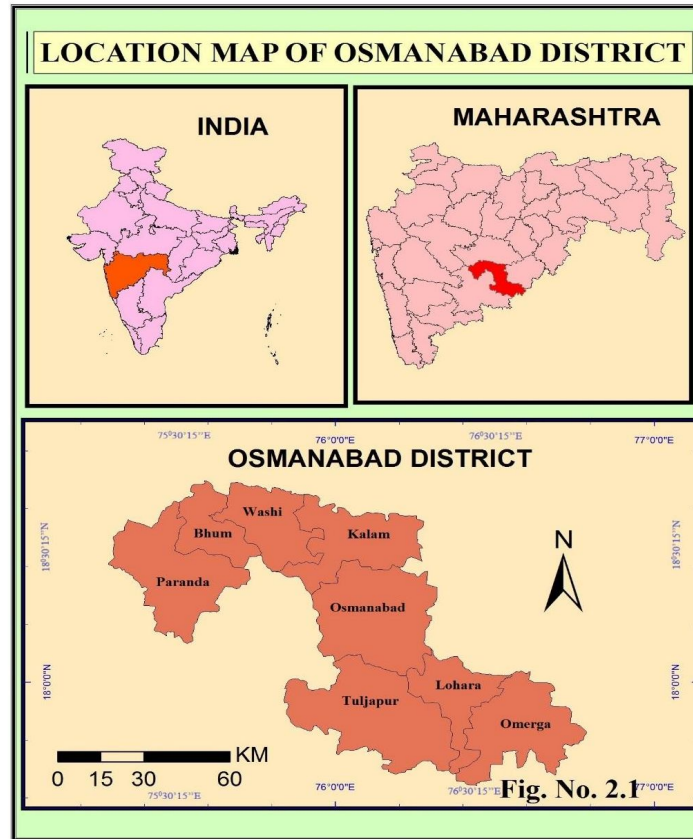 LOCATION MAP OF OSMANABAD DISTRICT
INDIA
MAHARASHTRA
75°30'15"E 76°0'0"E 76°30'15"E 77°0'0"E
OSMANABAD DISTRICT
Washi
Bhum
Kalam
18°30'15"N
18°30'15"N
N
Paranda
Osmanabad
18°0'0"N
18°0'0"N
Lohara
Tuljapur
Omerga
KM
0 15 30 60
Fig. No. 2.1
75°30'15"E 76°0'0"E 76°30'15"E 77°0'0"E